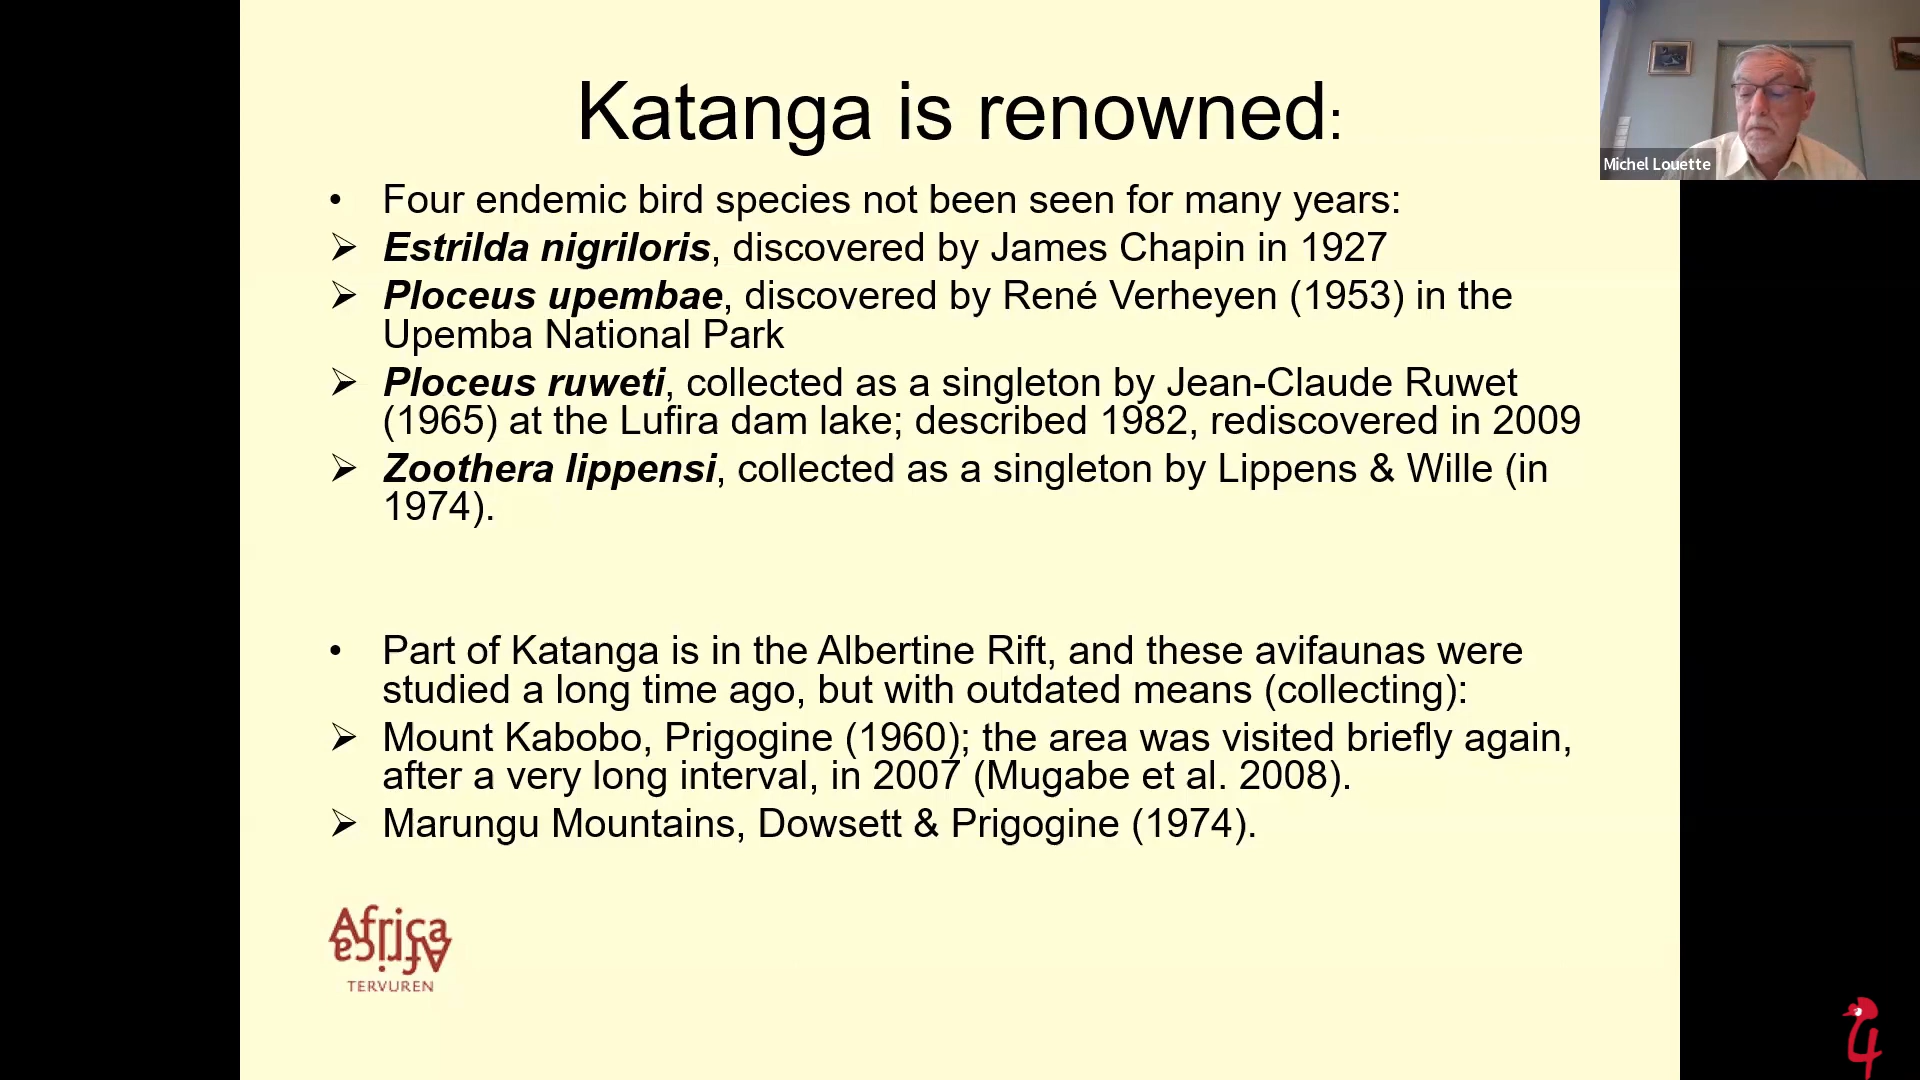 Katanga is renowned:
Michel Louette
• Four endemic bird species not been seen for many years:
➢ Estrilda nigriloris, discovered by James Chapin in 1927
➢ Ploceus upembae, discovered by René Verheyen (1953) in the
Upemba National Park
➢ Ploceus ruweti, collected as a singleton by Jean-Claude Ruwet
(1965) at the Lufira dam lake; described 1982, rediscovered in 2009
➢ Zoothera lippensi, collected as a singleton by Lippens & Wille (in
1974).
• Part of Katanga is in the Albertine Rift, and these avifaunas were
studied a long time ago, but with outdated means (collecting):
➢ Mount Kabobo, Prigogine (1960); the area was visited briefly again,
after a very long interval, in 2007 (Mugabe et al. 2008).
➢ Marungu Mountains, Dowsett & Prigogine (1974).
Africa
Africa
TERVUREN
4